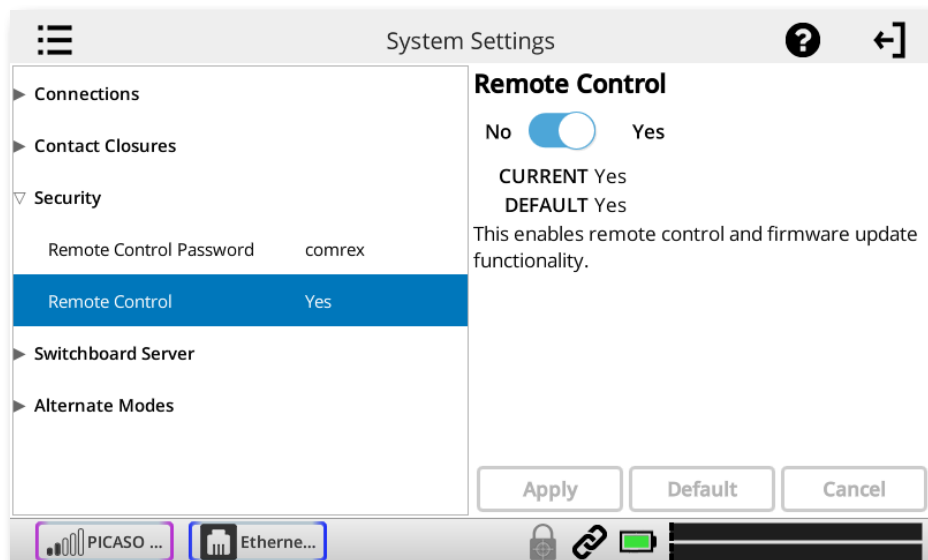 System Settings
?
Connections
Contact Closures
Security
Remote Control Password comrex
Remote Control Yes
Switchboard Server
Alternate Modes
Remote Control
No Yes
CURRENT Yes
DEFAULT Yes
This enables remote control and firmware update
functionality.
Apply Default Cancel
PICASO ... Etherne...